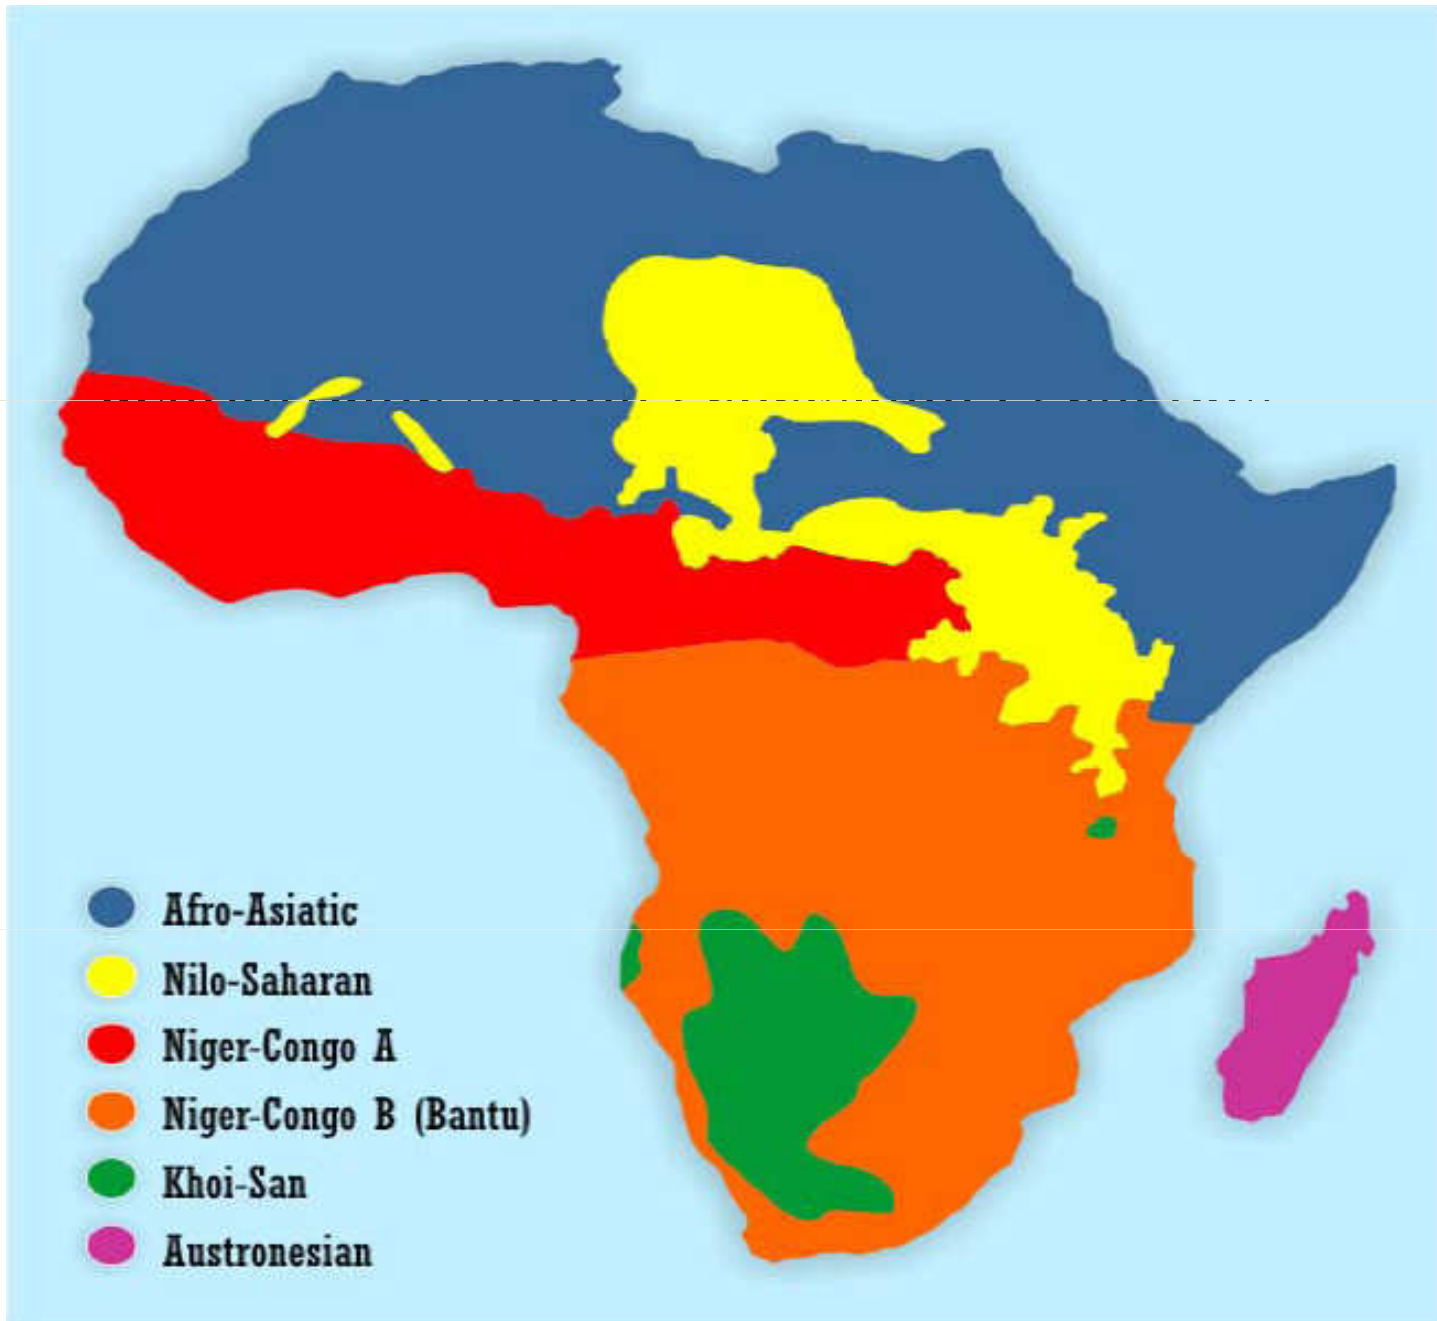 Afro-Asiatic
Nilo-Saharan
Niger-Congo A
Niger-Congo B (Bantu)
Khoi-San
Austronesian